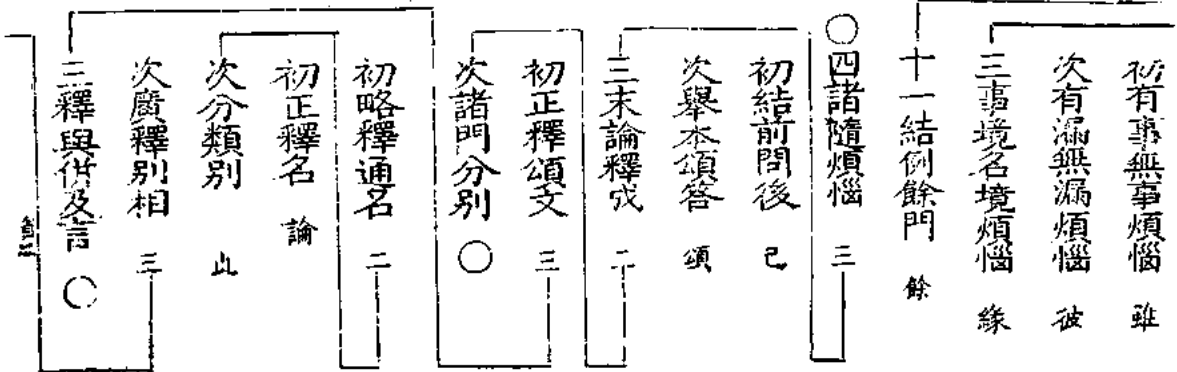 初有事無事煩惱 雖
次有漏無漏煩惱 彼
三事境名境煩惱 緣
十一結例餘門 餘
○四諸隨煩惱 三
初結前問後 已
次舉本頌答 頌
三末論釋成 二
初正釋頌文 三
次諸門分別 ○
初略釋通名 二
初正釋名 論
次分類別 此
次廣釋別相 三
三釋與併及言 ○